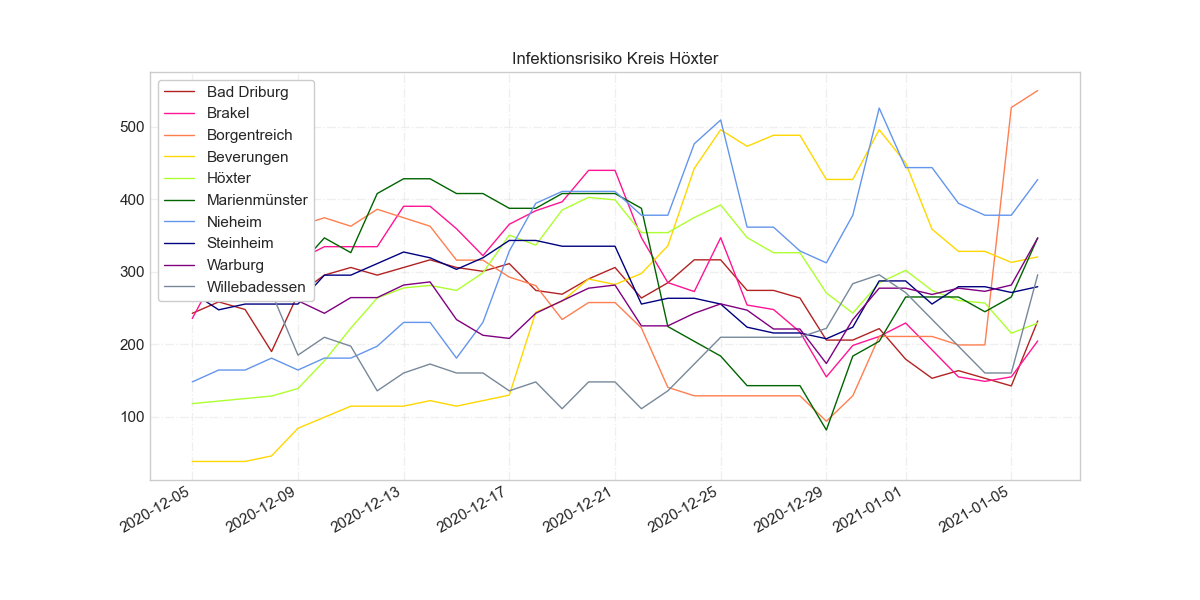 Infektionsrisiko Kreis Höxter
Bad Driburg
Brakel
Borgentreich
Beverungen
Höxter
Marienmünster
Nieheim
Steinheim
Warburg
Willebadessen
500
400
300
200
100
2020-12-05
2020-12-09
2020-12-13
2020-12-17
2020-12-21
2020-12-25
2020-12-29
2021-01-01
2021-01-05